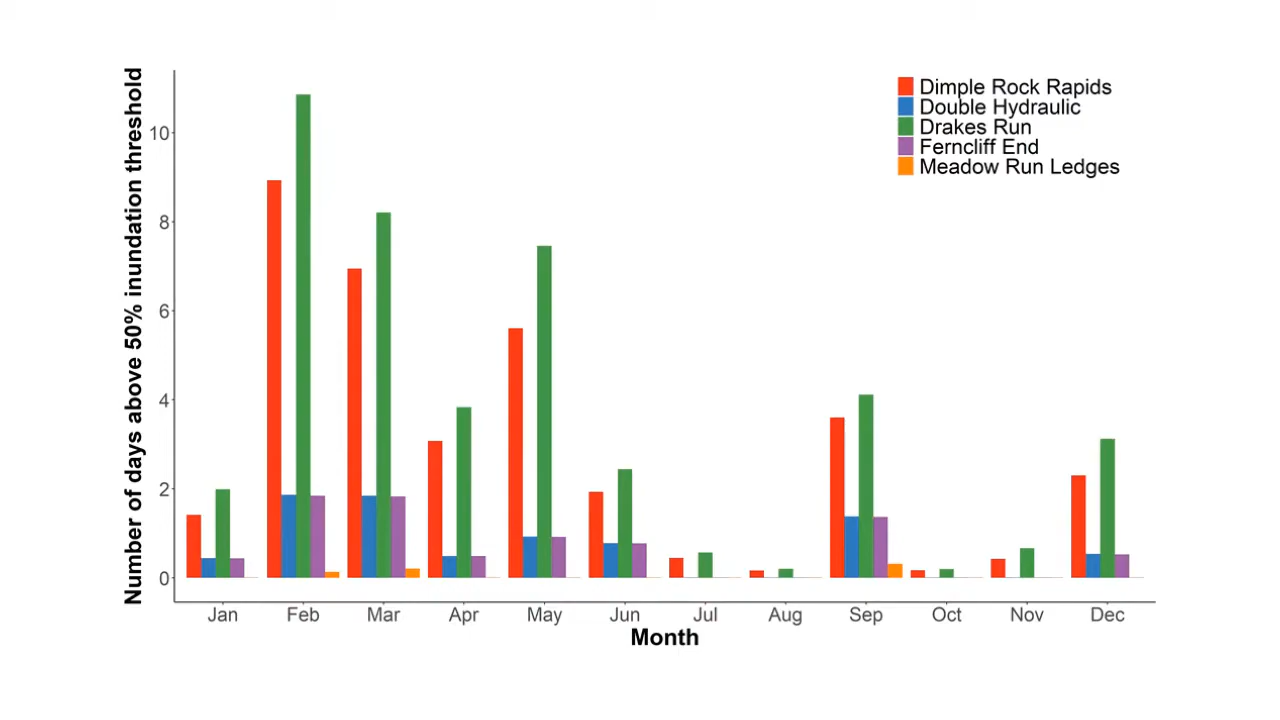 Number of days above 50% inundation threshold
10
8
6
4
2
0
Dimple Rock Rapids
Double Hydraulic
Drakes Run
Ferncliff End
Meadow Run Ledges
Jan Feb Mar Apr May Jun Jul Aug Sep Oct Nov Dec
Month